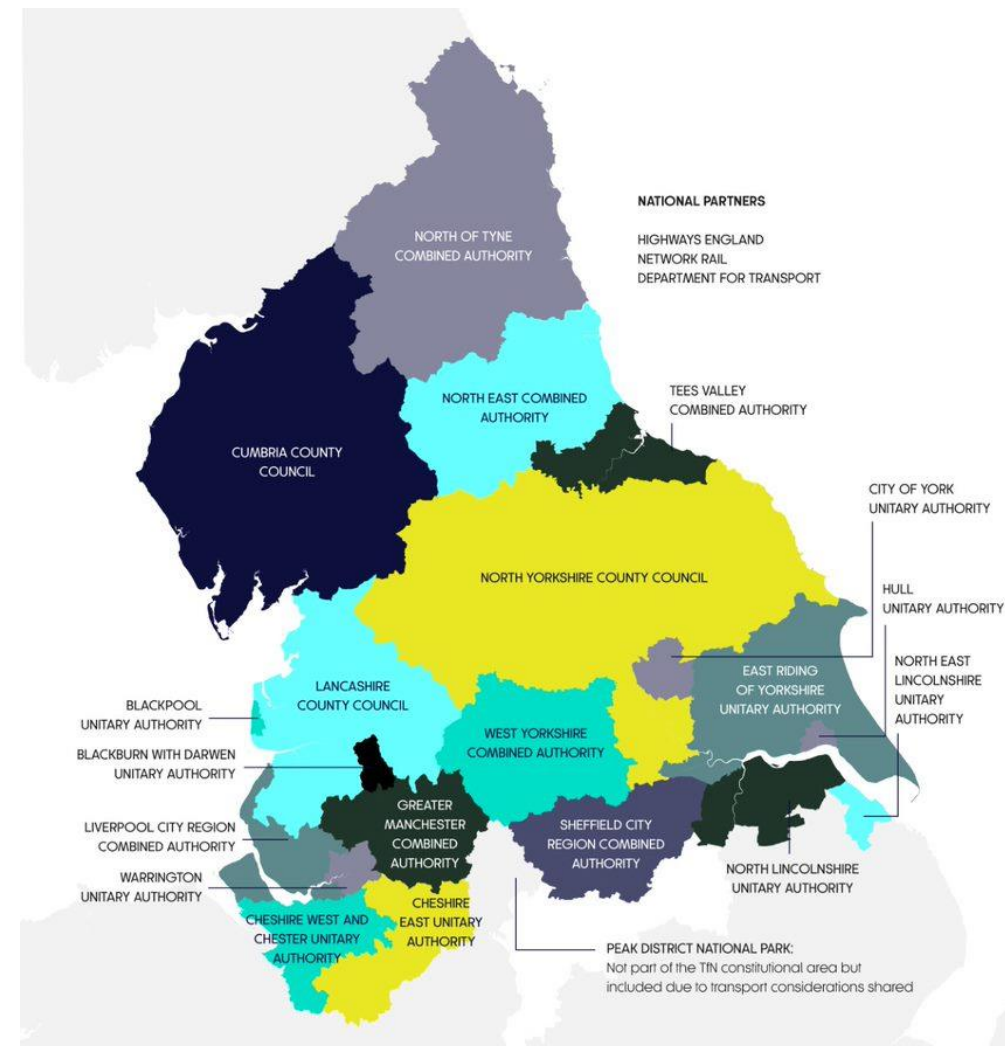 NATIONAL PARTNERS
HIGHWAYS ENGLAND
NETWORK RAIL
DEPARTMENT FOR TRANSPORT
NORTH OF TYNE
COMBINED AUTHORITY
NORTH EAST COMBINED
AUTHORITY
TEES VALLEY
COMBINED AUTHORITY
CUMBRIA COUNTY
COUNCIL
CITY OF YORK
UNITARY AUTHORITY
NORTH YORKSHIRE COUNTY COUNCIL
HULL
UNITARY AUTHORITY
EAST RIDING
OF YORKSHIRE
UNITARY AUTHORITY
NORTH EAST
LINCOLNSHIRE
UNITARY
AUTHORITY
LANCASHIRE
COUNTY COUNCIL
BLACKPOOL
UNITARY AUTHORITY
WEST YORKSHIRE
COMBINED AUTHORITY
BLACKBURN WITH DARWEN
UNITARY AUTHORITY
GREATER
MANCHESTER
COMBINED
AUTHORITY
SHEFFIELD CITY
REGION COMBINED
AUTHORITY
LIVERPOOL CITY REGION
COMBINED AUTHORITY
NORTH LINCOLNSHIRE
UNITARY AUTHORITY
WARRINGTON
UNITARY AUTHORITY
CHESHIRE
EAST UNITARY
AUTHORITY
CHESHIRE WEST AND
CHESTER UNITARY
AUTHORITY
PEAK DISTRICT NATIONAL PARK:
Not part of the TfN constitutional area but
included due to transport considerations shared